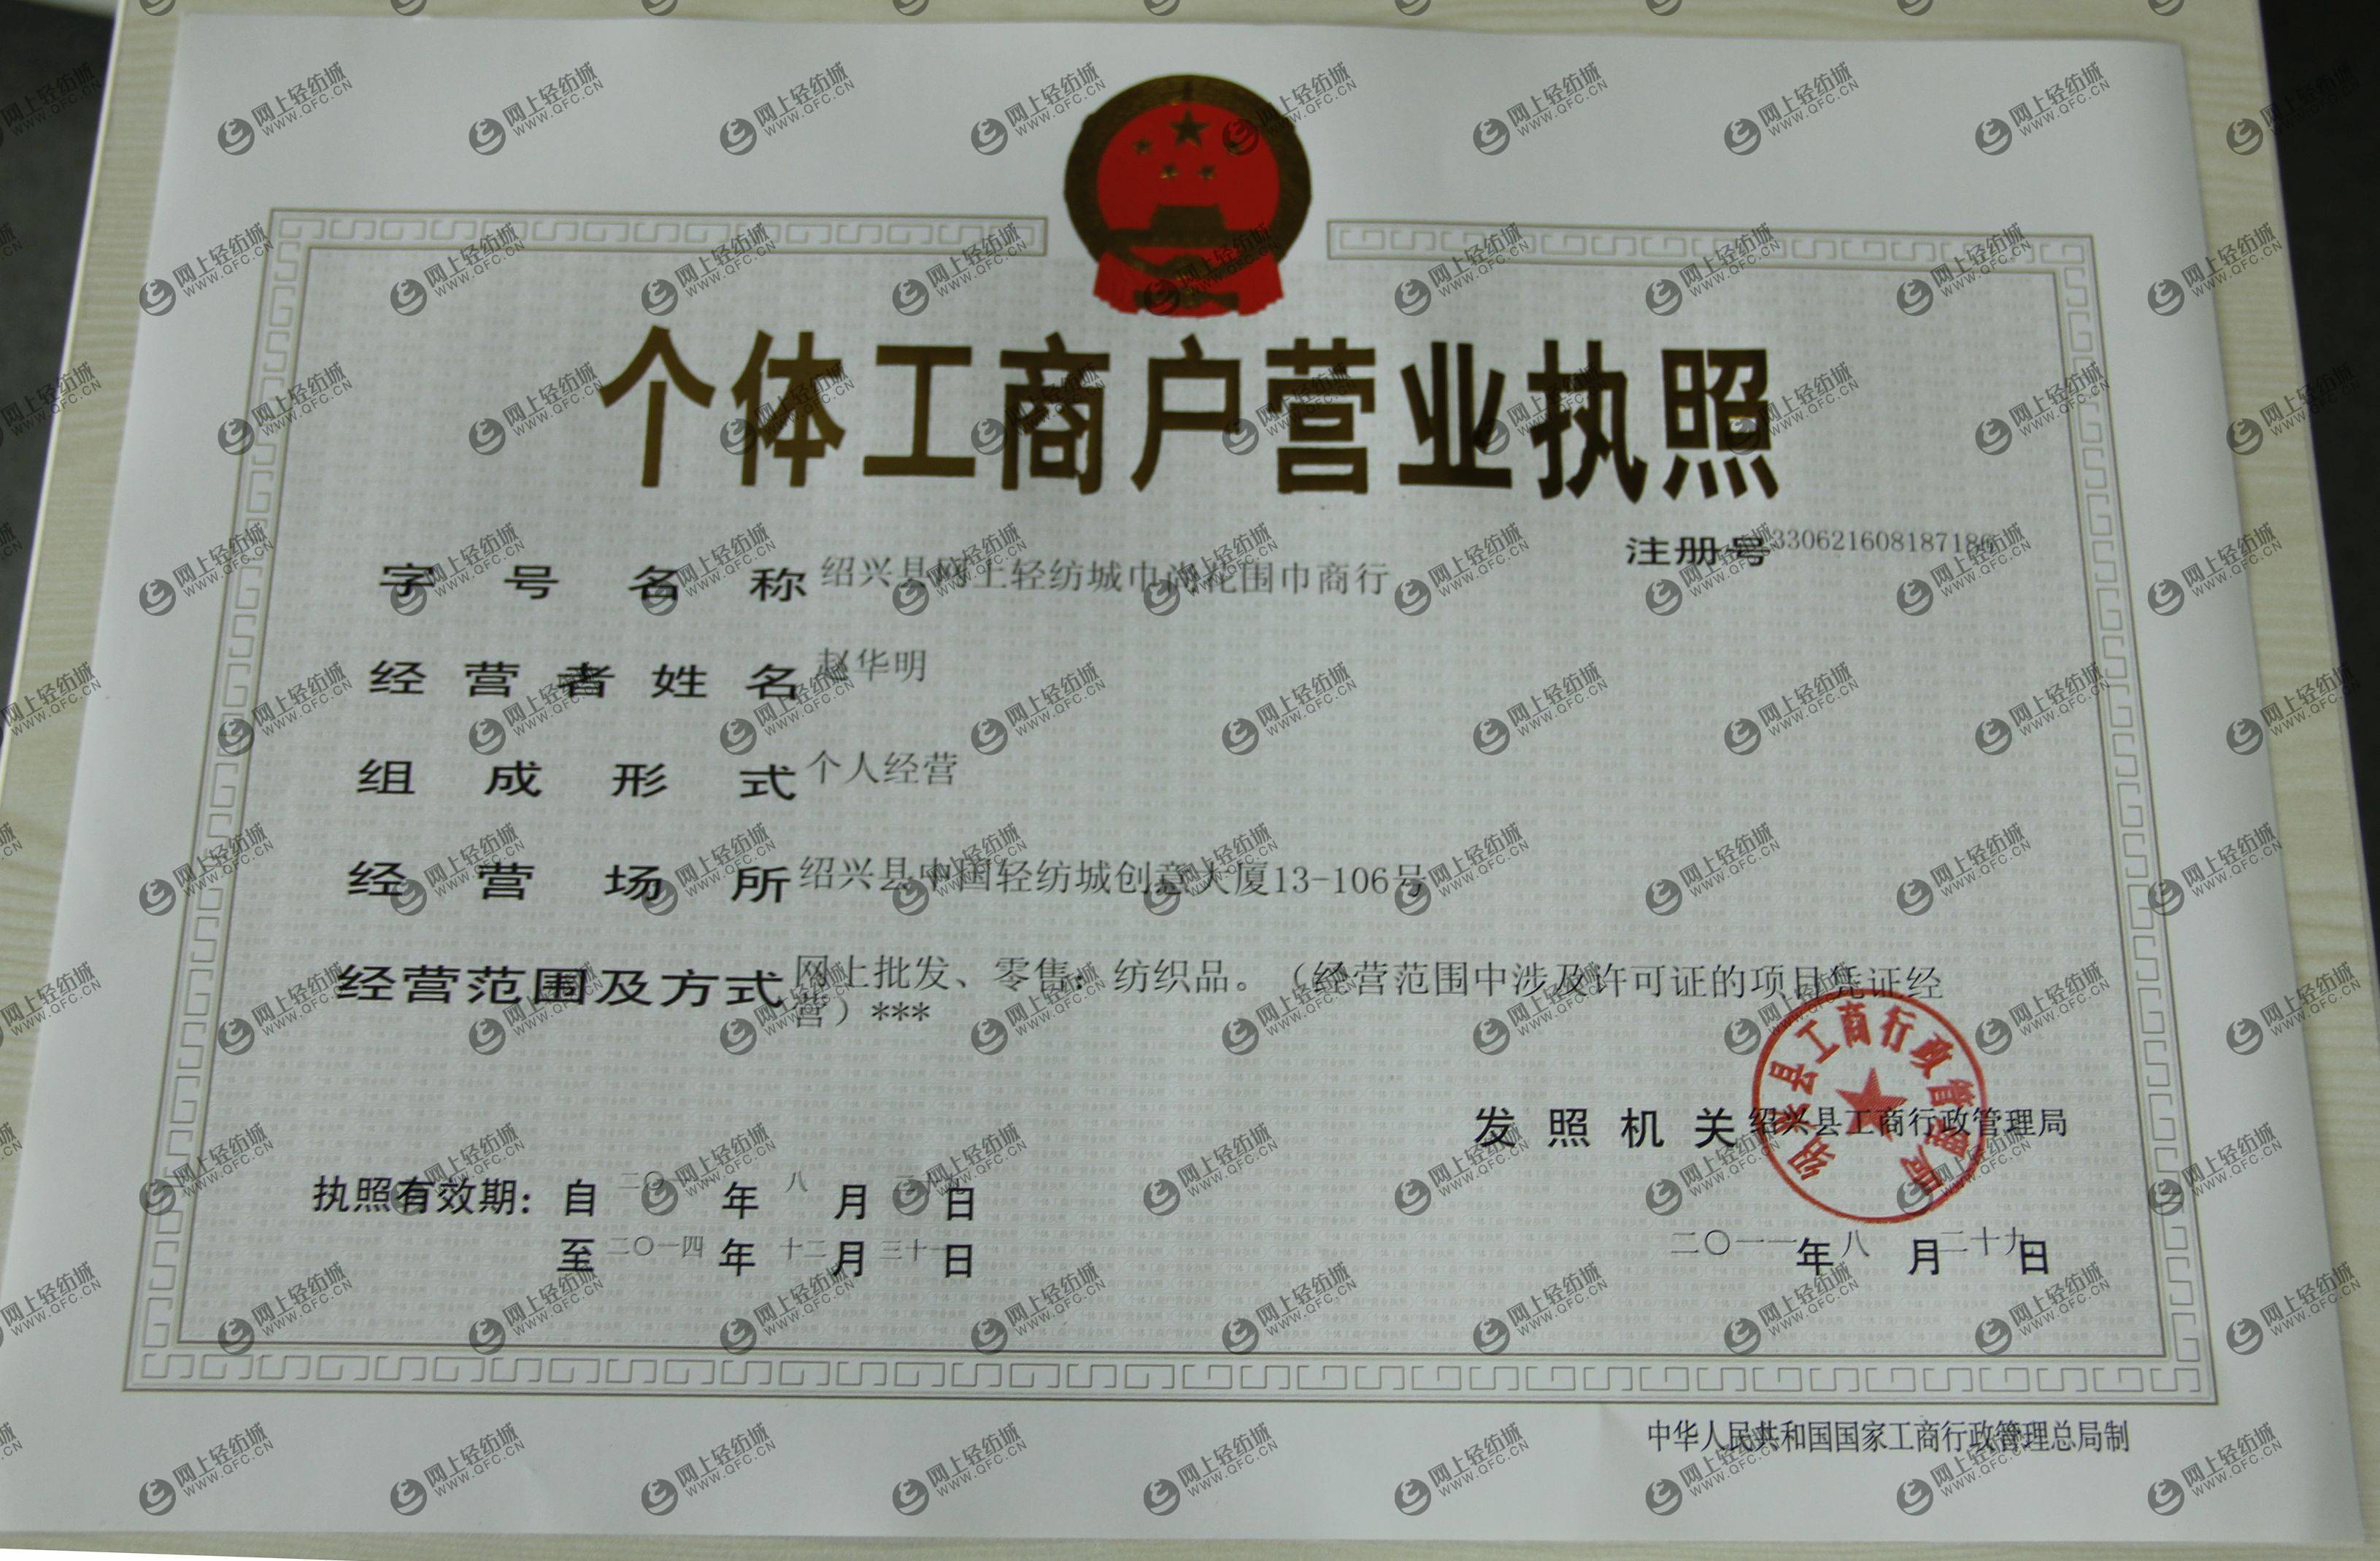 个体工商户营业执照
注册号 330621608187186
字号名称 绍兴县网上轻纺城巾尚花围巾商行
经营者姓名 赵华明
组成形式 个人经营
经营场所 绍兴县中国轻纺城创意大厦13-106号
经营范围及方式 网上批发、零售：纺织品。（经营范围中涉及许可证的项目凭证经
营）***
绍兴县工商行政管理局
发照机关 绍兴县工商行政管理局
执照有效期：自 年 八 月 日
至 二〇一四 年 十二 月 三十一 日
二〇一一 年 八 月 二十九 日
中华人民共和国国家工商行政管理总局制
网上轻纺城
WWW.QFC.CN